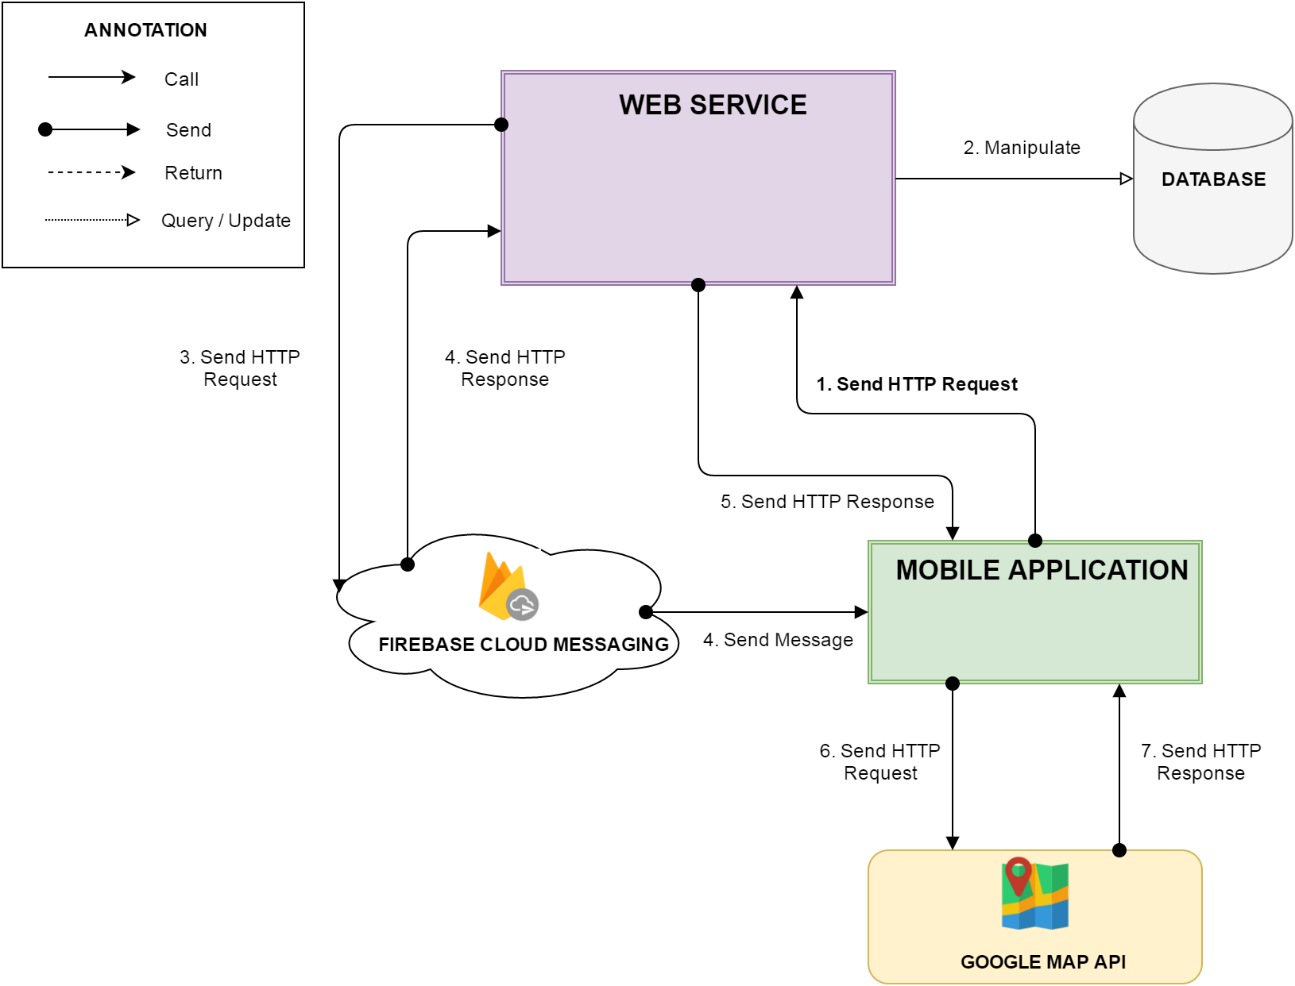 ANNOTATION
Call
Send
Return
Query / Update
WEB SERVICE
2. Manipulate
DATABASE
3. Send HTTP
Request
4. Send HTTP
Response
1. Send HTTP Request
5. Send HTTP Response
MOBILE APPLICATION
FIREBASE CLOUD MESSAGING
4. Send Message
6. Send HTTP
Request
7. Send HTTP
Response
GOOGLE MAP API